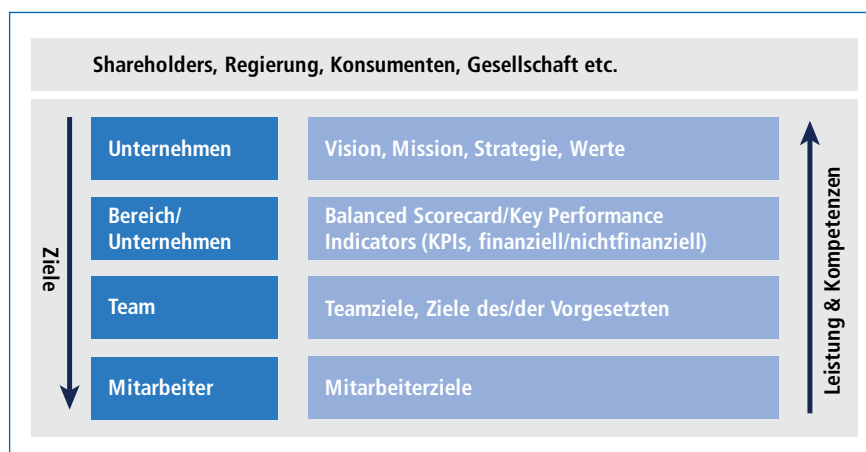 Shareholders, Regierung, Konsumenten, Gesellschaft etc.
Ziele
Unternehmen
Vision, Mission, Strategie, Werte
Bereich/
Unternehmen
Balanced Scorecard/Key Performance
Indicators (KPIs, finanziell/nichtfinanziell)
Team
Teamziele, Ziele des/der Vorgesetzten
Mitarbeiter
Mitarbeiterziele
Leistung & Kompetenzen